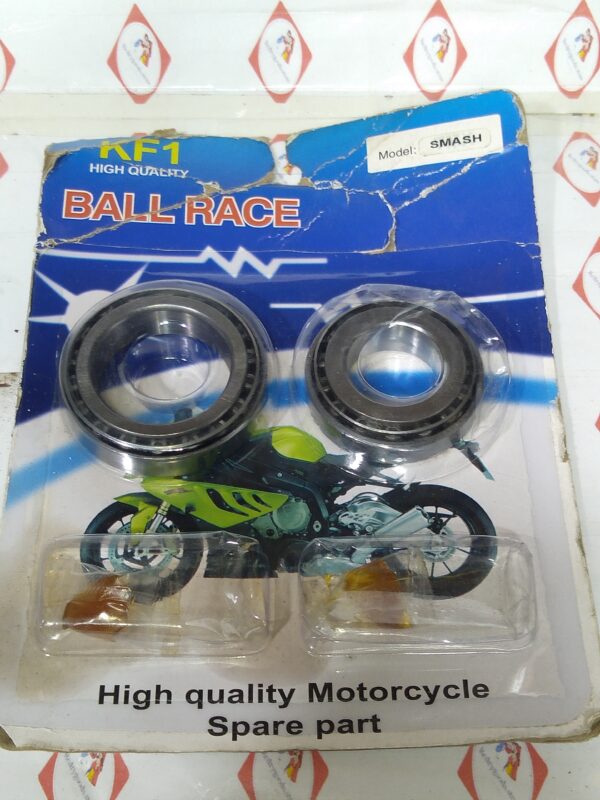 KF1
HIGH QUALITY
Model: SMASH
BALL RACE
High quality Motorcycle
Spare part